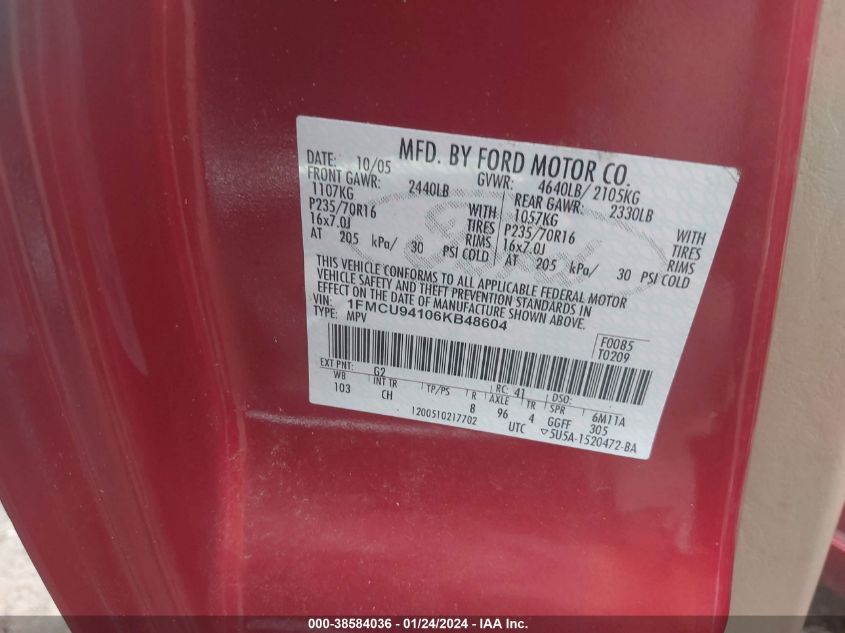 MFD. BY FORD MOTOR CO.
DATE: 10/05 GVWR: 4640LB/ 2105KG
FRONT GAWR: 2440LB REAR GAWR: 2330LB
1107KG WITH 1057KG WITH
P235/70R16 TIRES P235/70R16 TIRES
16x7.0J RIMS 16x7.0J RIMS
AT 205 kPa/ 30 PSI COLD AT 205 kPa/ 30 PSI COLD
THIS VEHICLE CONFORMS TO ALL APPLICABLE FEDERAL MOTOR
VEHICLE SAFETY AND THEFT PREVENTION STANDARDS IN
EFFECT ON THE DATE OF MANUFACTURE SHOWN ABOVE.
VIN: 1FMCU94106KB48604
TYPE: MPV
F0085
T0209
EXT PNT: G2 RC: 41 DSO:
WB INT TR TP/PS R AXLE TR SPR 6M11A
103 CH 8 96 4 GGFF 305
1200510217702 UTC 5U5A-1520472-BA
000-38584036 - 01/24/2024 - IAA Inc.